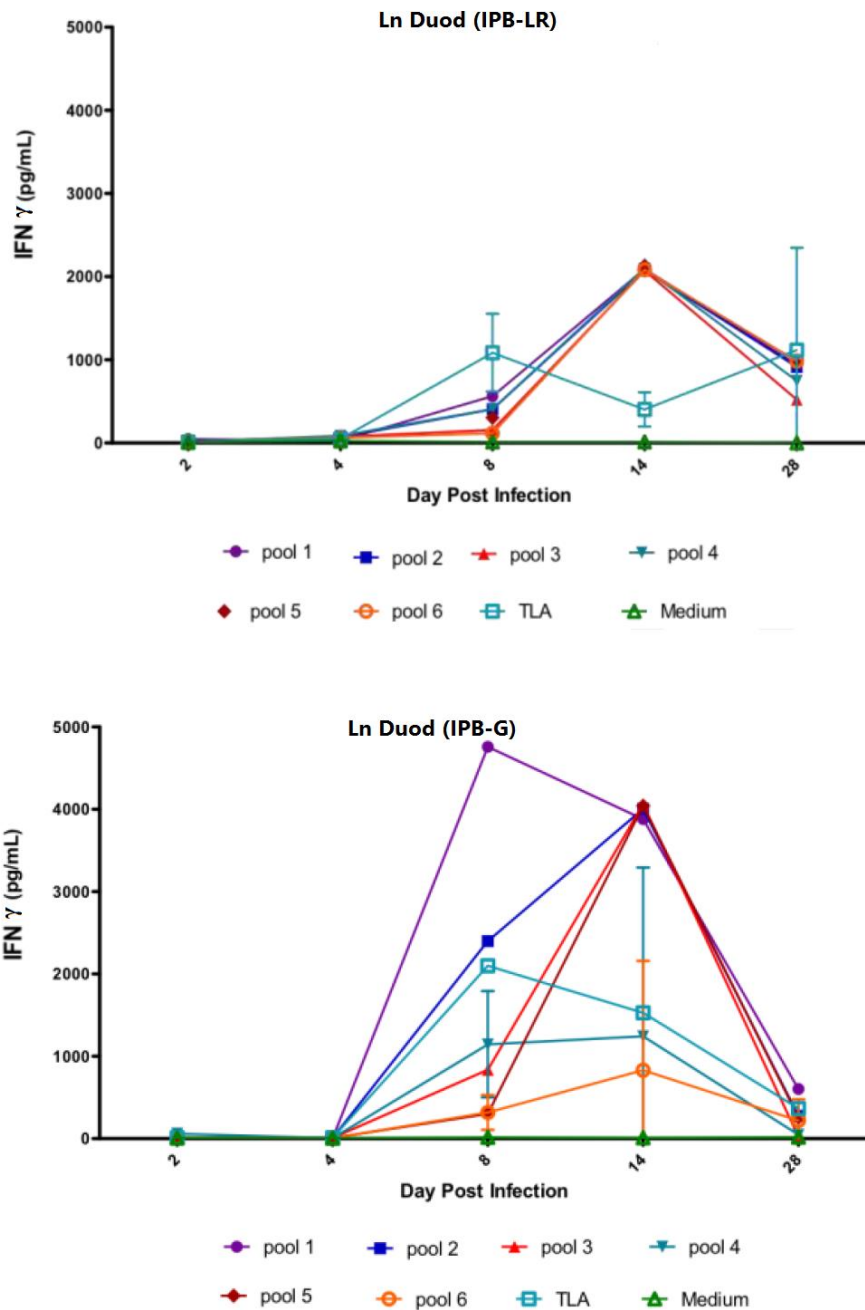 Ln Duod (IPB-LR)
5000
4000
3000
2000
1000
0
IFN γ (pg/mL)
2 4 8 14 28
Day Post Infection
pool 1 pool 2 pool 3 pool 4
pool 5 pool 6 TLA Medium
Ln Duod (IPB-G)
5000
4000
3000
2000
1000
0
IFN γ (pg/mL)
2 4 8 14 28
Day Post Infection
pool 1 pool 2 pool 3 pool 4
pool 5 pool 6 TLA Medium